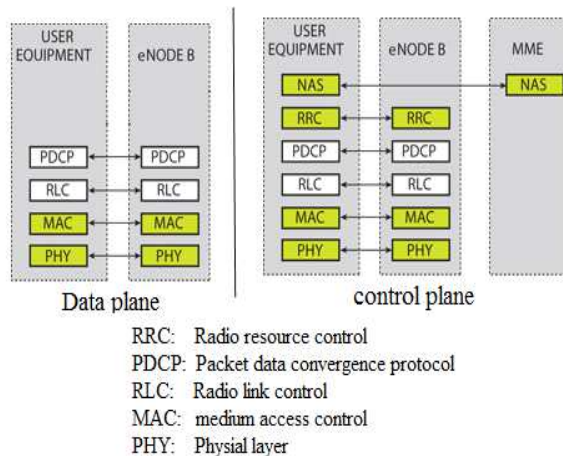 USER
EQUIPMENT
eNODE B
PDCP
PDCP
RLC
RLC
MAC
MAC
PHY
PHY
Data plane
USER
EQUIPMENT
eNODE B
MME
NAS
NAS
RRC
RRC
PDCP
PDCP
RLC
RLC
MAC
MAC
PHY
PHY
control plane
RRC: Radio resource control
PDCP: Packet data convergence protocol
RLC: Radio link control
MAC: medium access control
PHY: Physial layer